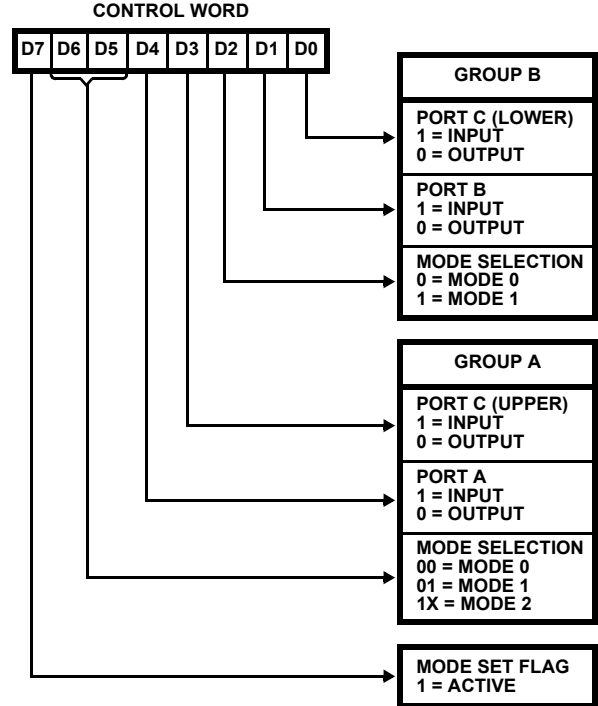 CONTROL WORD
D7 D6 D5 D4 D3 D2 D1 D0
GROUP B
PORT C (LOWER)
1 = INPUT
0 = OUTPUT
PORT B
1 = INPUT
0 = OUTPUT
MODE SELECTION
0 = MODE 0
1 = MODE 1
GROUP A
PORT C (UPPER)
1 = INPUT
0 = OUTPUT
PORT A
1 = INPUT
0 = OUTPUT
MODE SELECTION
00 = MODE 0
01 = MODE 1
1X = MODE 2
MODE SET FLAG
1 = ACTIVE